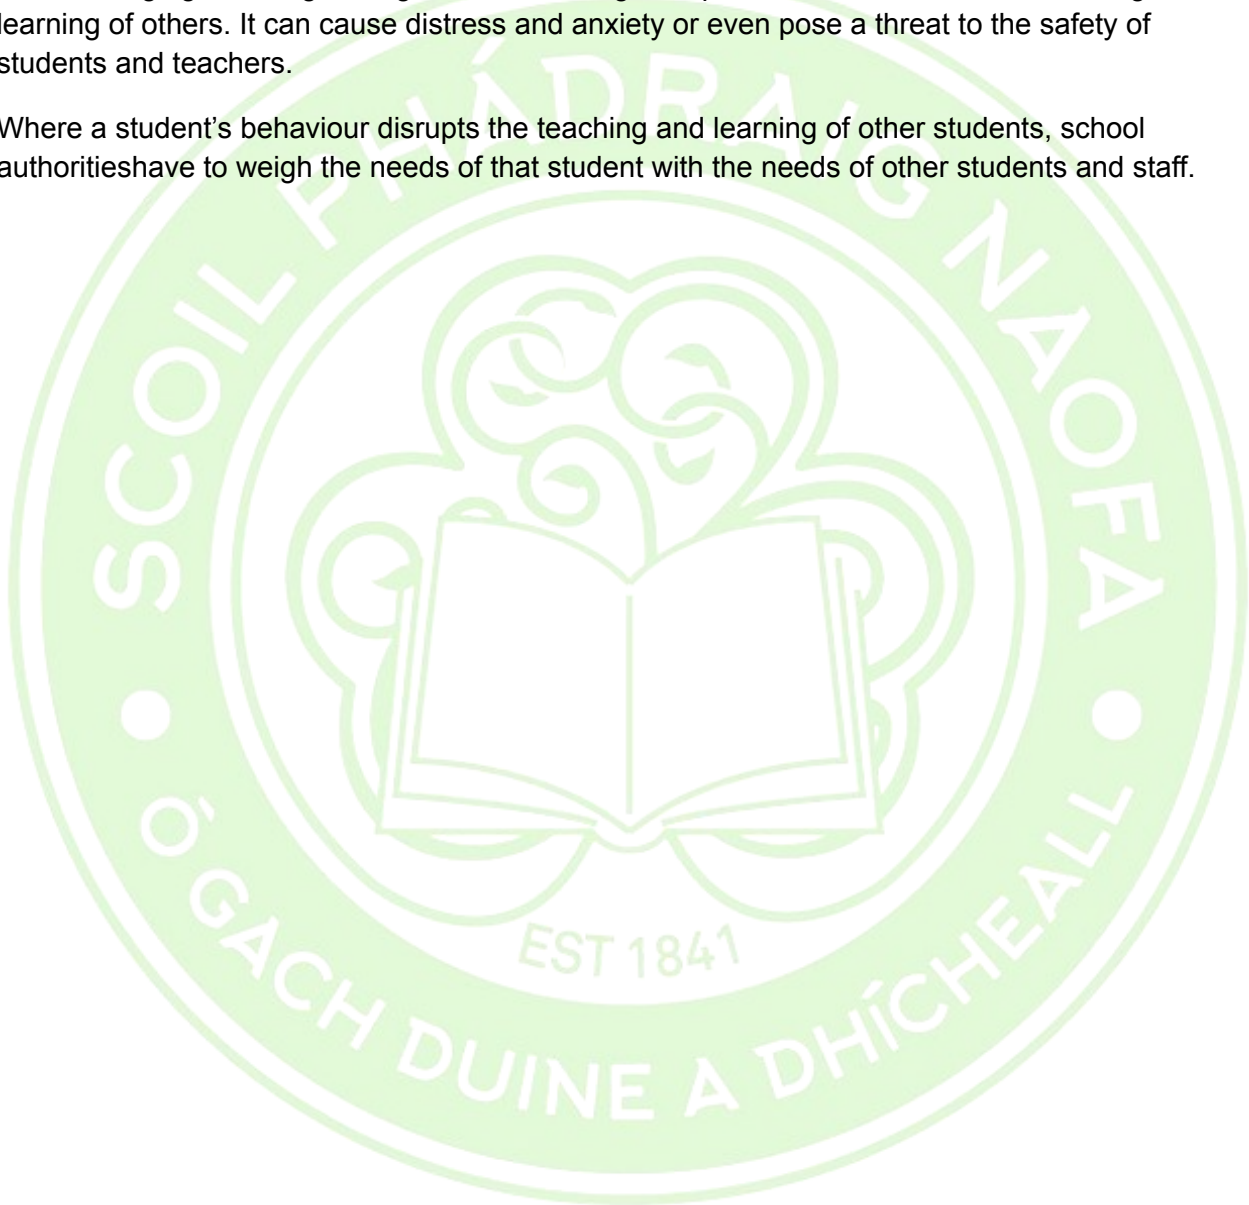 learning of others. It can cause distress and anxiety or even pose a threat to the safety of
students and teachers.
Where a student’s behaviour disrupts the teaching and learning of other students, school
authoritieshave to weigh the needs of that student with the needs of other students and staff.
SCOIL PHÁDRAIG NAOFA
EST 1841
Ó GACH DUINE A DHÍCHEALL